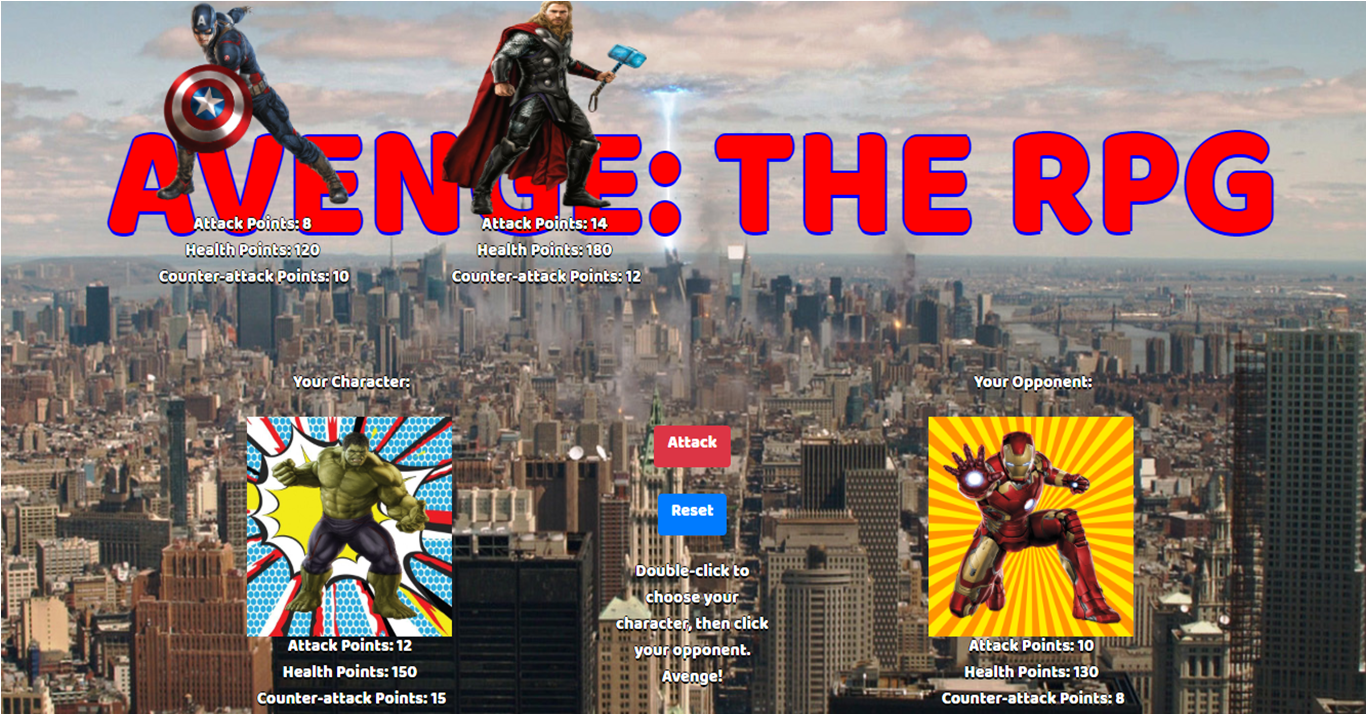 AVENGE: THE RPG
Attack Points: 8
Health Points: 120
Counter-attack Points: 10
Attack Points: 14
Health Points: 180
Counter-attack Points: 12
Your Character:
Attack Points: 12
Health Points: 150
Counter-attack Points: 15
Attack
Reset
Double-click to
choose your
character, then click
your opponent.
Avenge!
Your Opponent:
Attack Points: 10
Health Points: 130
Counter-attack Points: 8